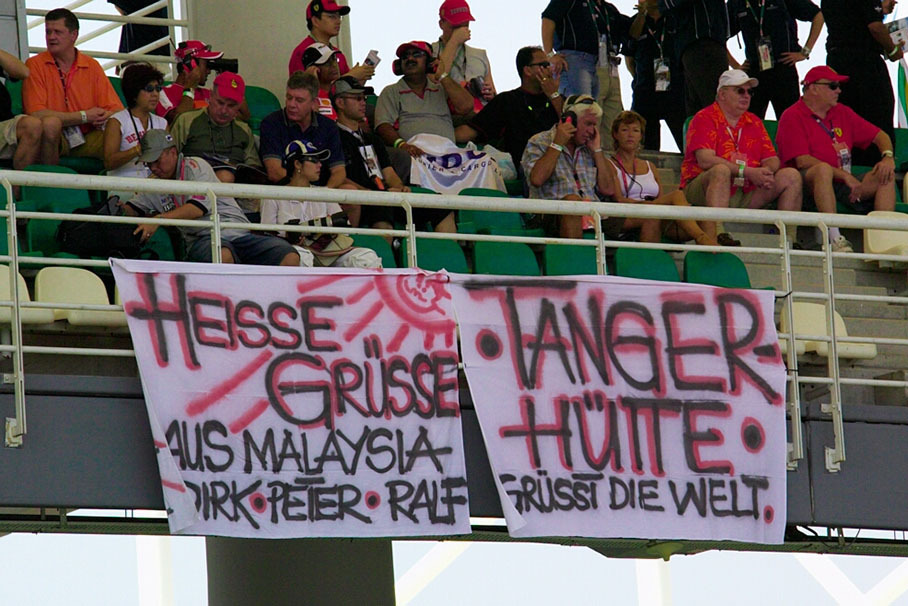 HEISSE
GRÜSSE
AUS MALAYSIA
DIRK • PETER • RALF
• TANGER-
HÜTTE •
GRÜSST DIE WELT.